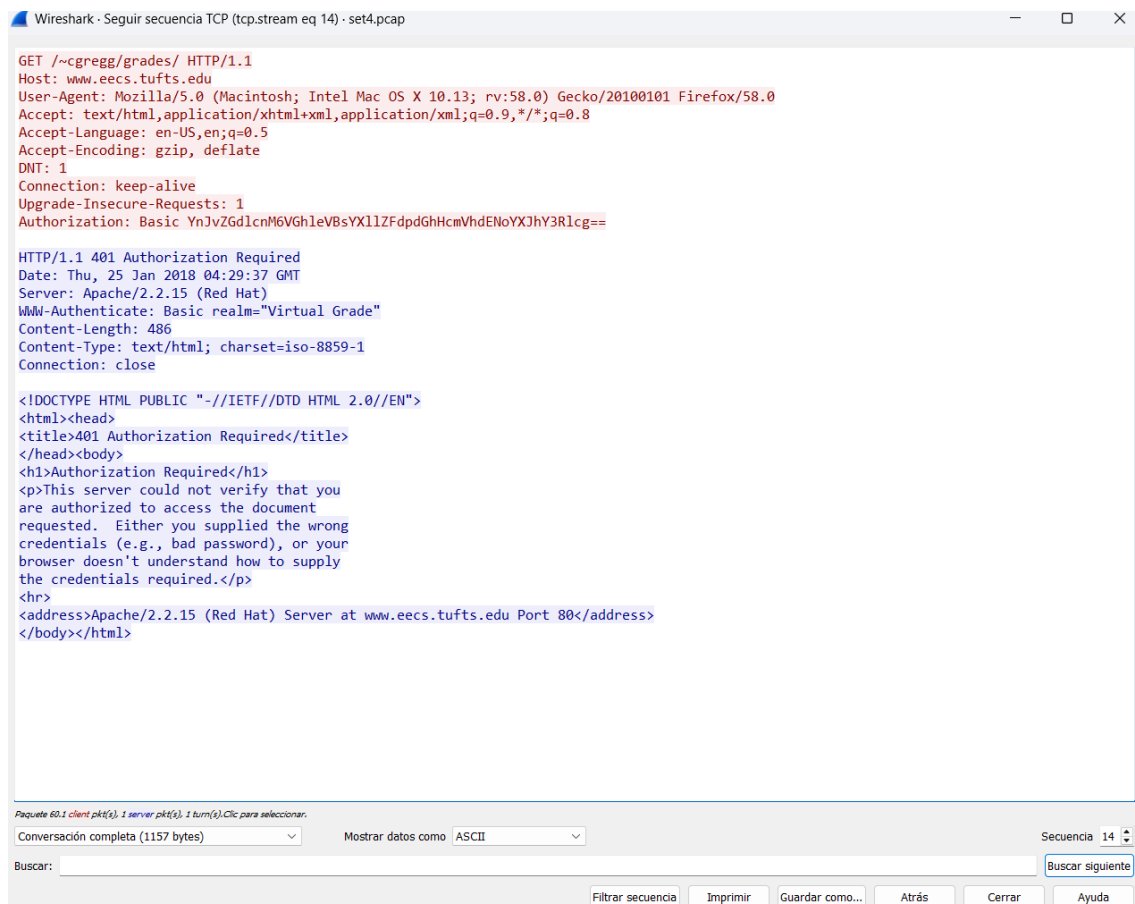 Wireshark · Seguir secuencia TCP (tcp.stream eq 14) · set4.pcap
GET /~cgregg/grades/ HTTP/1.1
Host: www.eecs.tufts.edu
User-Agent: Mozilla/5.0 (Macintosh; Intel Mac OS X 10.13; rv:58.0) Gecko/20100101 Firefox/58.0
Accept: text/html,application/xhtml+xml,application/xml;q=0.9,*/*;q=0.8
Accept-Language: en-US,en;q=0.5
Accept-Encoding: gzip, deflate
DNT: 1
Connection: keep-alive
Upgrade-Insecure-Requests: 1
Authorization: Basic YnJvZGdlcnM6VGhleVBsYXllZFdpdGhHcmVhdENoYXJhY3Rlcg==
HTTP/1.1 401 Authorization Required
Date: Thu, 25 Jan 2018 04:29:37 GMT
Server: Apache/2.2.15 (Red Hat)
WWW-Authenticate: Basic realm="Virtual Grade"
Content-Length: 486
Content-Type: text/html; charset=iso-8859-1
Connection: close
<!DOCTYPE HTML PUBLIC "-//IETF//DTD HTML 2.0//EN">
<html><head>
<title>401 Authorization Required</title>
</head><body>
<h1>Authorization Required</h1>
<p>This server could not verify that you
are authorized to access the document
requested.  Either you supplied the wrong
credentials (e.g., bad password), or your
browser doesn't understand how to supply
the credentials required.</p>
<hr>
<address>Apache/2.2.15 (Red Hat) Server at www.eecs.tufts.edu Port 80</address>
</body></html>
Paquete 60.1 client pkt(s), 1 server pkt(s), 1 turn(s).Clic para seleccionar.
Conversación completa (1157 bytes) Mostrar datos como ASCII Secuencia 14
Buscar: Buscar siguiente
Filtrar secuencia Imprimir Guardar como... Atrás Cerrar Ayuda